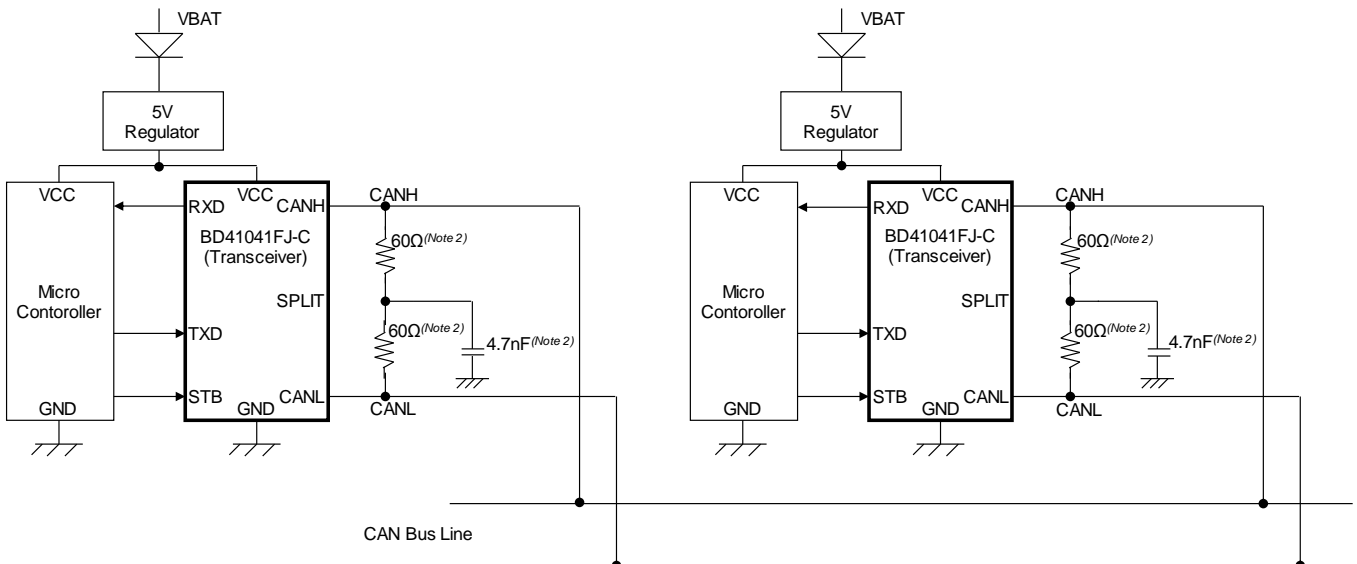 VBAT
5V
Regulator
VCC
Micro
Contoroller
GND
VCC
RXD
CANH
BD41041FJ-C
(Transceiver)
SPLIT
TXD
STB
CANL
GND
CANH
60Ω(Note 2)
60Ω(Note 2)
4.7nF(Note 2)
CANL
VBAT
5V
Regulator
VCC
Micro
Contoroller
GND
VCC
RXD
CANH
BD41041FJ-C
(Transceiver)
SPLIT
TXD
STB
CANL
GND
CANH
60Ω(Note 2)
60Ω(Note 2)
4.7nF(Note 2)
CANL
CAN Bus Line